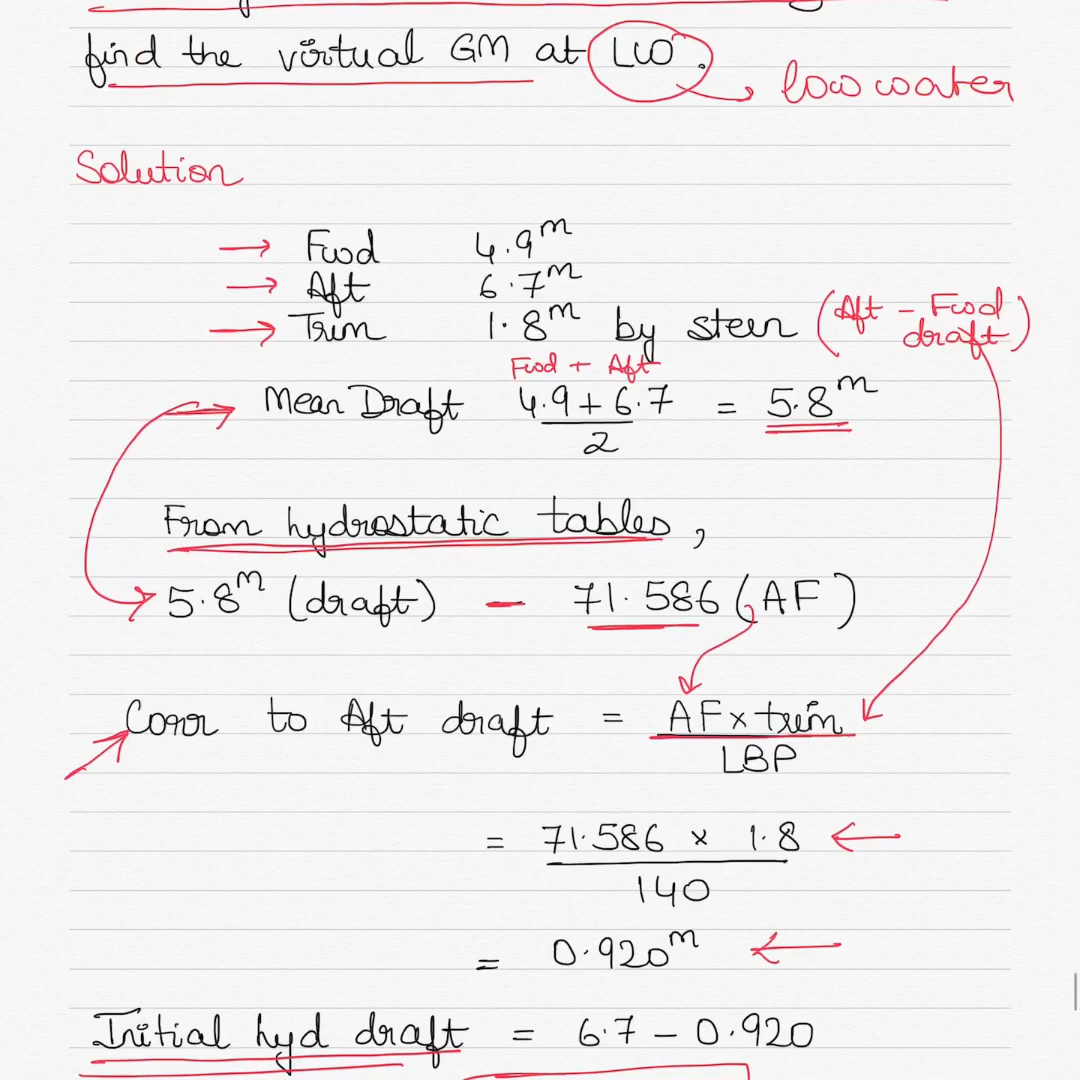 find the virtual GM at LW.
low water
Solution
Fwd 4.9m
Aft 6.7m
Trim 1.8m by stern (Aft - Fwd draft)
Fwd + Aft
Mean Draft 4.9+6.7 = 5.8m
2
From hydrostatic tables,
5.8m (draft) - 71.586 (AF)
Corr to Aft draft = AF x trim
LBP
= 71.586 x 1.8
140
= 0.920m
Initial hyd draft = 6.7 - 0.920